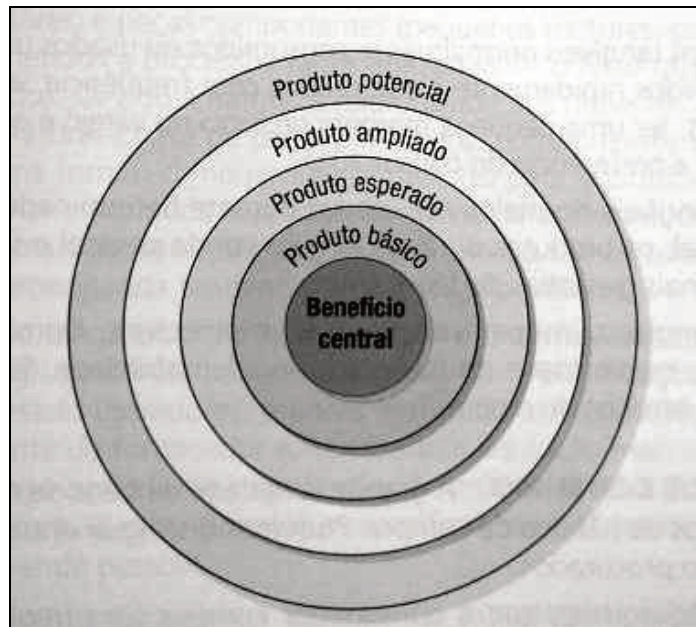 Produto potencial
Produto ampliado
Produto esperado
Produto básico
Benefício
central